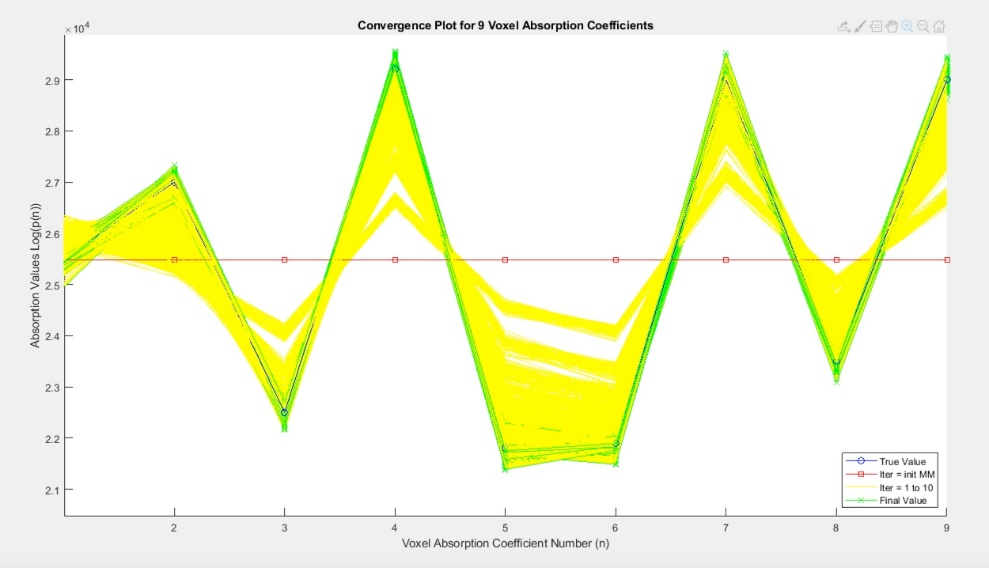 Convergence Plot for 9 Voxel Absorption Coefficients
×10⁴
2.9
2.8
2.7
2.6
2.5
2.4
2.3
2.2
2.1
Absorption Values Log(p(n))
2 3 4 5 6 7 8 9
Voxel Absorption Coefficient Number (n)
True Value
Iter = init MM
Iter = 1 to 10
Final Value